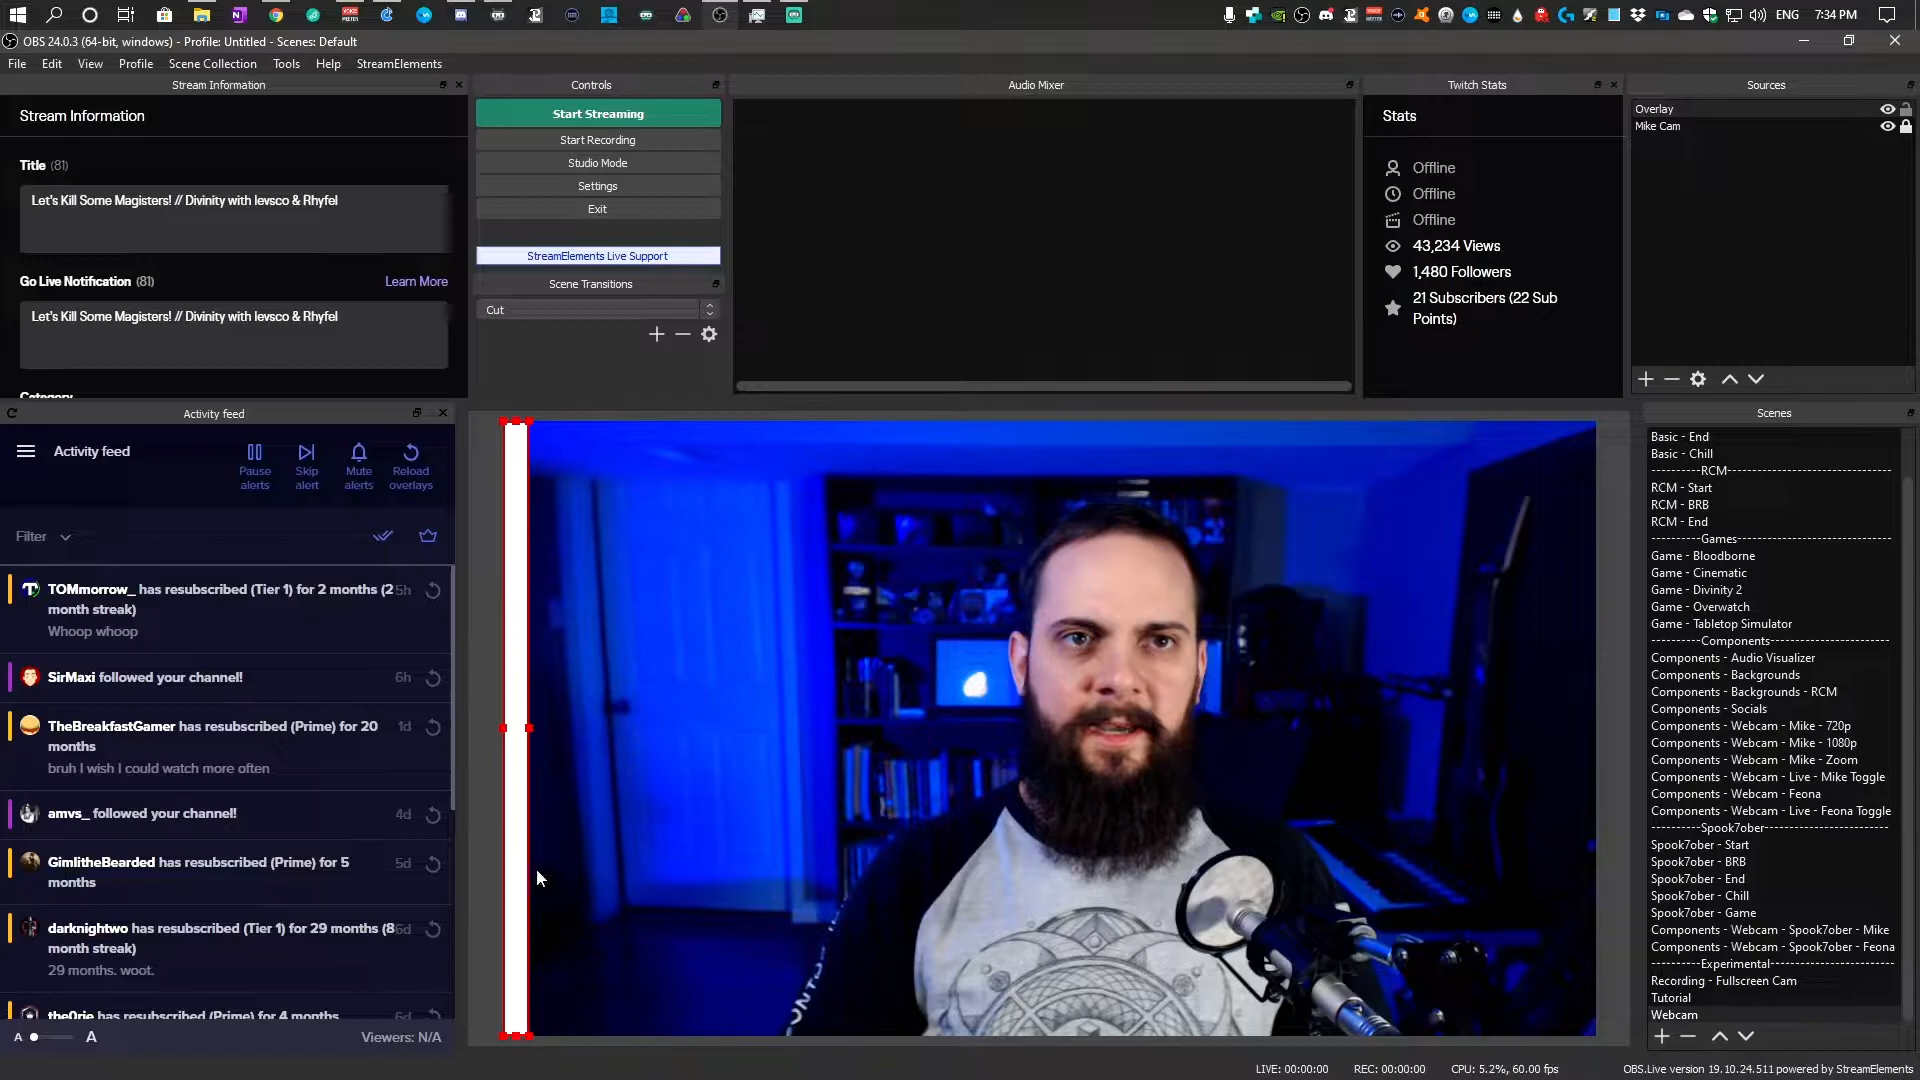 ENG
7:34 PM
OBS 24.0.3 (64-bit, windows) - Profile: Untitled - Scenes: Default
File Edit View Profile Scene Collection Tools Help StreamElements
Stream Information
Stream Information
Title (81)
Let's Kill Some Magisters! // Divinity with levsco & Rhyfel
Go Live Notification (81)
Learn More
Let's Kill Some Magisters! // Divinity with levsco & Rhyfel
Category
Controls
Start Streaming
Start Recording
Studio Mode
Settings
Exit
StreamElements Live Support
Scene Transitions
Cut
Audio Mixer
Twitch Stats
Stats
Offline
Offline
Offline
43,234 Views
1,480 Followers
21 Subscribers (22 Sub
Points)
Sources
Overlay
Mike Cam
Activity feed
Activity feed
Pause
alerts
Skip
alert
Mute
alerts
Reload
overlays
Filter
TOMmorrow_ has resubscribed (Tier 1) for 2 months (2
5h
month streak)
Whoop whoop
SirMaxi followed your channel!
6h
TheBreakfastGamer has resubscribed (Prime) for 20
1d
months
bruh I wish I could watch more often
amvs_ followed your channel!
4d
GimlitheBearded has resubscribed (Prime) for 5
5d
months
darknightwo has resubscribed (Tier 1) for 29 months (8
6d
month streak)
29 months. woot.
the0rie has resubscribed (Prime) for 4 months
6d
A A
Viewers: N/A
Scenes
Basic - End
Basic - Chill
----------RCM----------
RCM - Start
RCM - BRB
RCM - End
----------Games----------
Game - Bloodborne
Game - Cinematic
Game - Divinity 2
Game - Overwatch
Game - Tabletop Simulator
----------Components----------
Components - Audio Visualizer
Components - Backgrounds
Components - Backgrounds - RCM
Components - Socials
Components - Webcam - Mike - 720p
Components - Webcam - Mike - 1080p
Components - Webcam - Mike - Zoom
Components - Webcam - Live - Mike Toggle
Components - Webcam - Feona
Components - Webcam - Live - Feona Toggle
----------Spook7ober----------
Spook7ober - Start
Spook7ober - BRB
Spook7ober - End
Spook7ober - Chill
Spook7ober - Game
Components - Webcam - Spook7ober - Mike
Components - Webcam - Spook7ober - Feona
----------Experimental----------
Recording - Fullscreen Cam
Tutorial
Webcam
LIVE: 00:00:00
REC: 00:00:00
CPU: 5.2%, 60.00 fps
OBS.Live version 19.10.24.511 powered by StreamElements